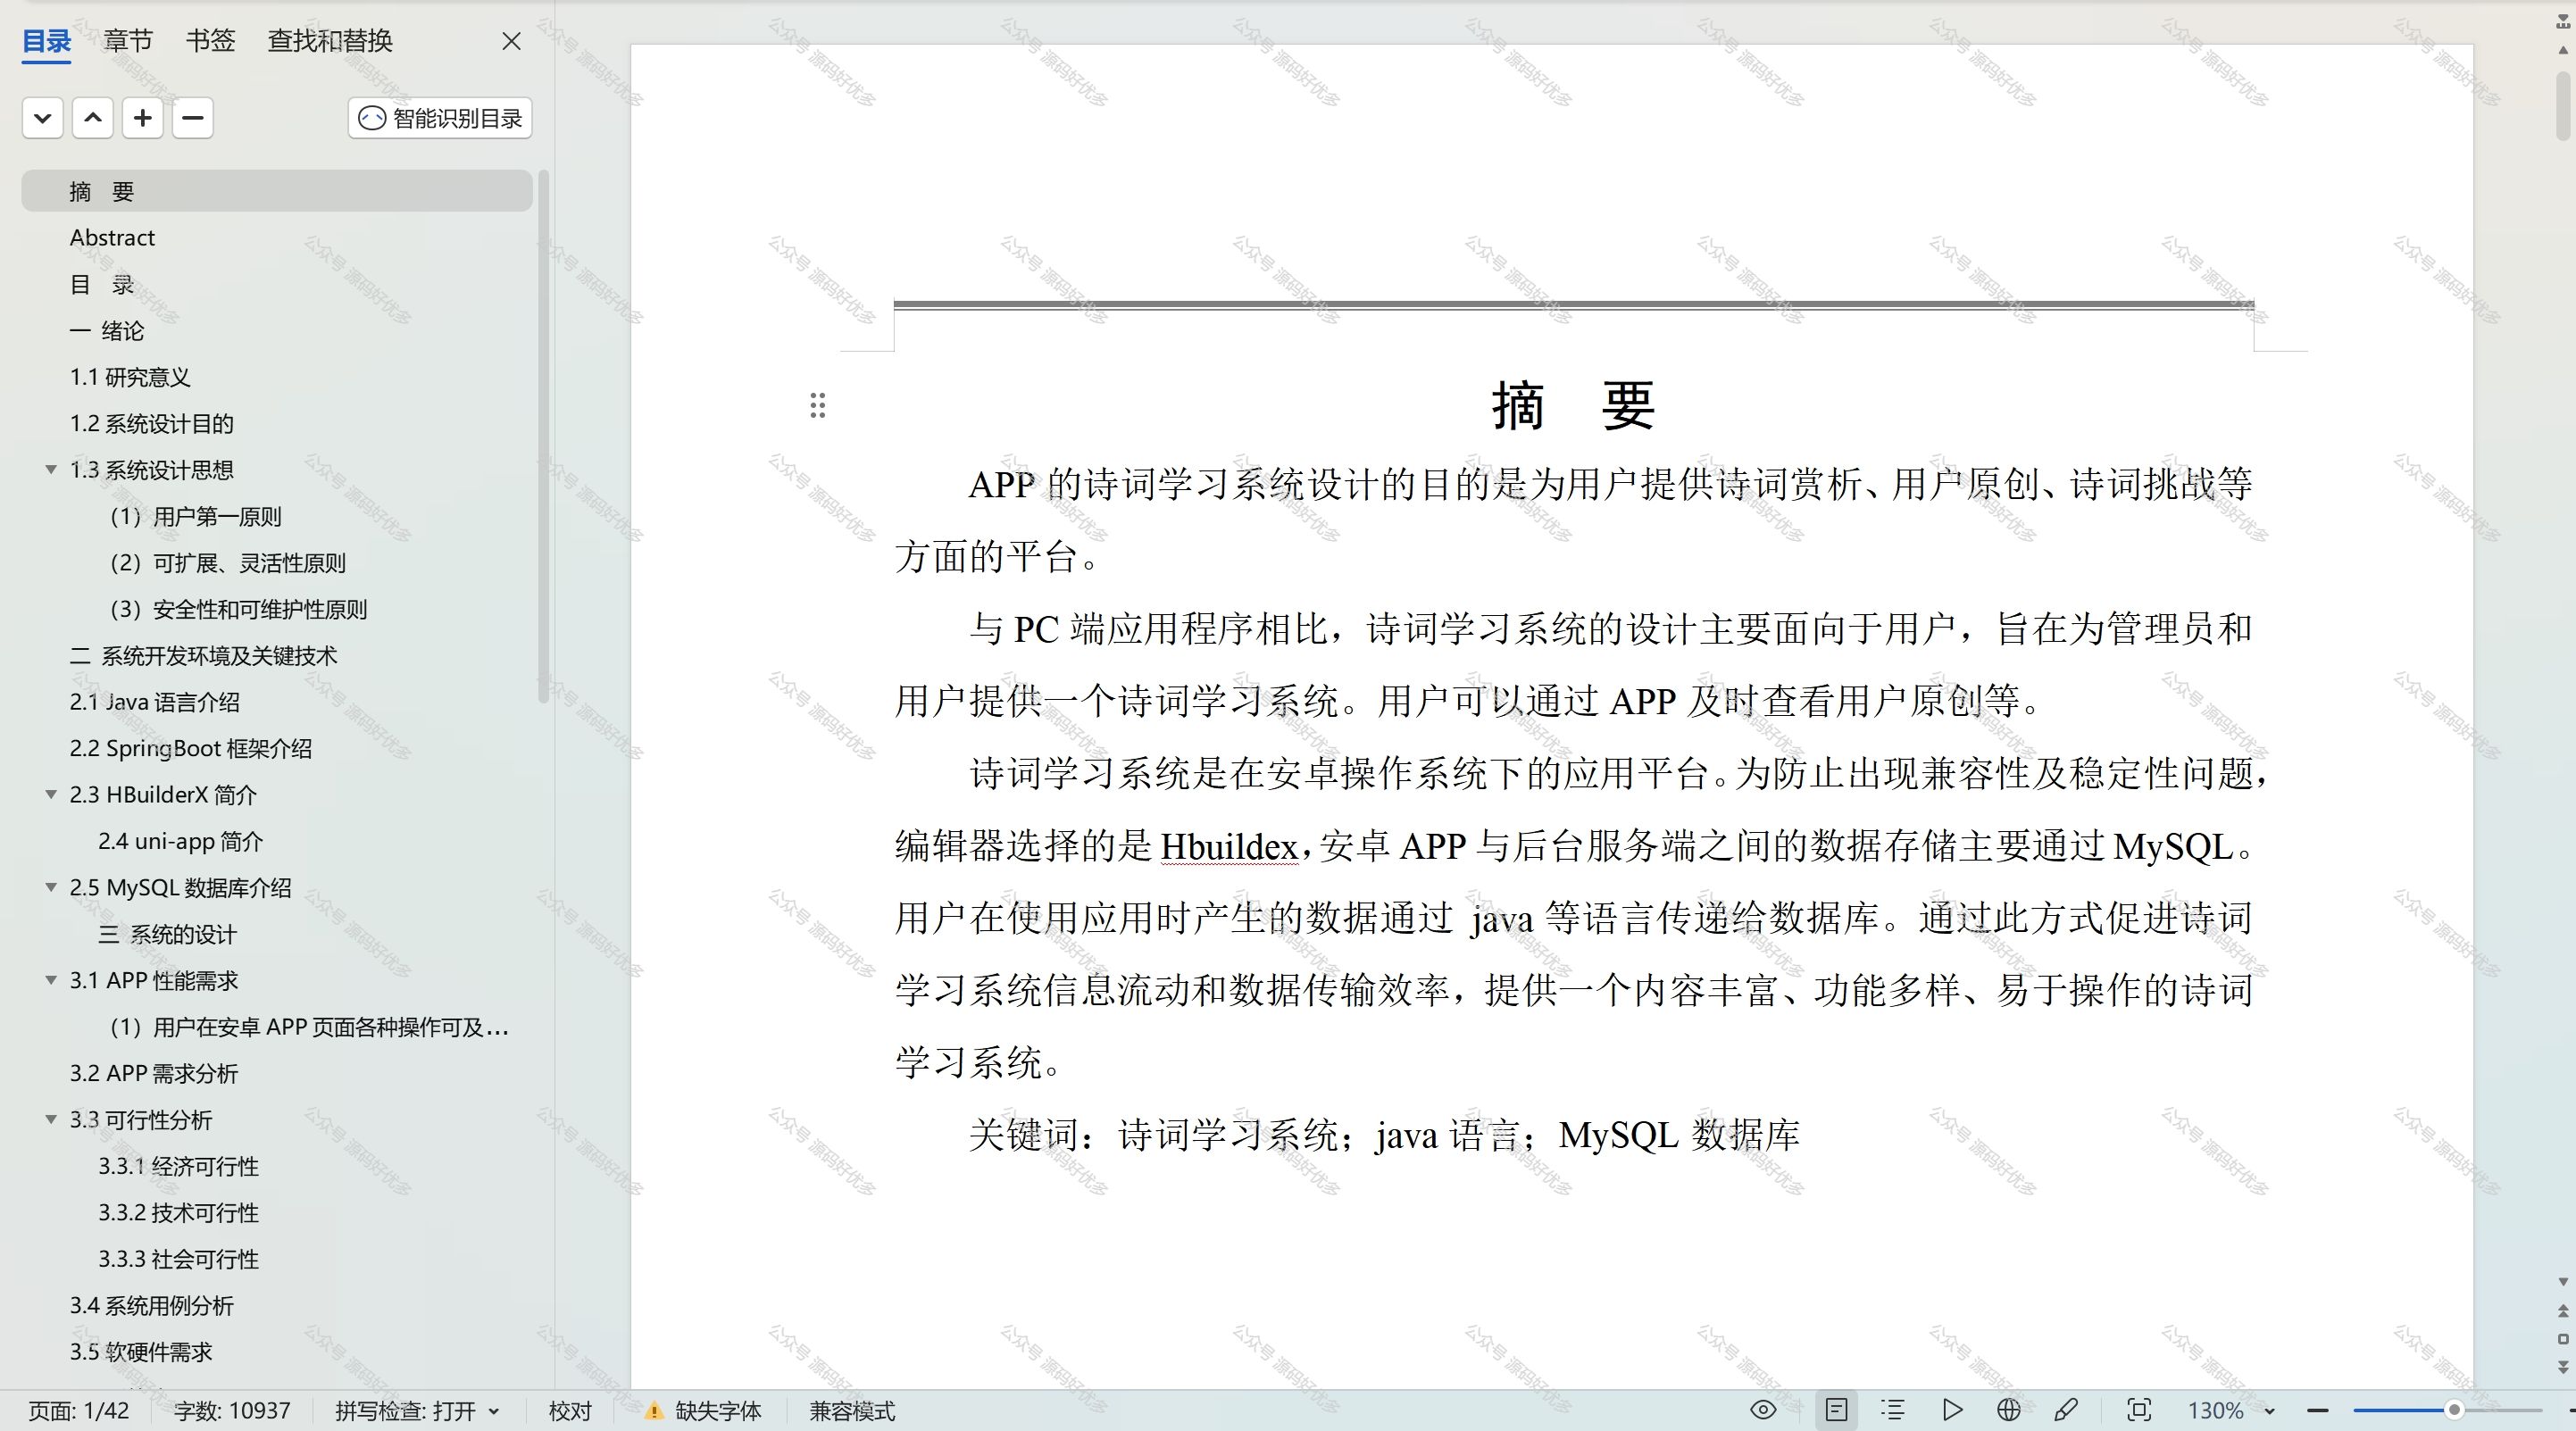 目录 章节 书签 查找和替换
智能识别目录
摘 要
Abstract
目 录
一 绪论
1.1 研究意义
1.2 系统设计目的
1.3 系统设计思想
（1）用户第一原则
（2）可扩展、灵活性原则
（3）安全性和可维护性原则
二 系统开发环境及关键技术
2.1 Java 语言介绍
2.2 SpringBoot 框架介绍
2.3 HBuilderX 简介
2.4 uni-app 简介
2.5 MySQL 数据库介绍
三 系统的设计
3.1 APP 性能需求
（1）用户在安卓 APP 页面各种操作可及...
3.2 APP 需求分析
3.3 可行性分析
3.3.1 经济可行性
3.3.2 技术可行性
3.3.3 社会可行性
3.4 系统用例分析
3.5 软硬件需求
摘 要
APP 的诗词学习系统设计的目的是为用户提供诗词赏析、用户原创、诗词挑战等
方面的平台。
与 PC 端应用程序相比，诗词学习系统的设计主要面向于用户，旨在为管理员和
用户提供一个诗词学习系统。用户可以通过 APP 及时查看用户原创等。
诗词学习系统是在安卓操作系统下的应用平台。为防止出现兼容性及稳定性问题，
编辑器选择的是 Hbuildex，安卓 APP 与后台服务端之间的数据存储主要通过 MySQL。
用户在使用应用时产生的数据通过 java 等语言传递给数据库。通过此方式促进诗词
学习系统信息流动和数据传输效率，提供一个内容丰富、功能多样、易于操作的诗词
学习系统。
关键词：诗词学习系统；java 语言；MySQL 数据库
页面: 1/42 字数: 10937 拼写检查: 打开 校对 缺失字体 兼容模式 130%
公众号 源码好优多